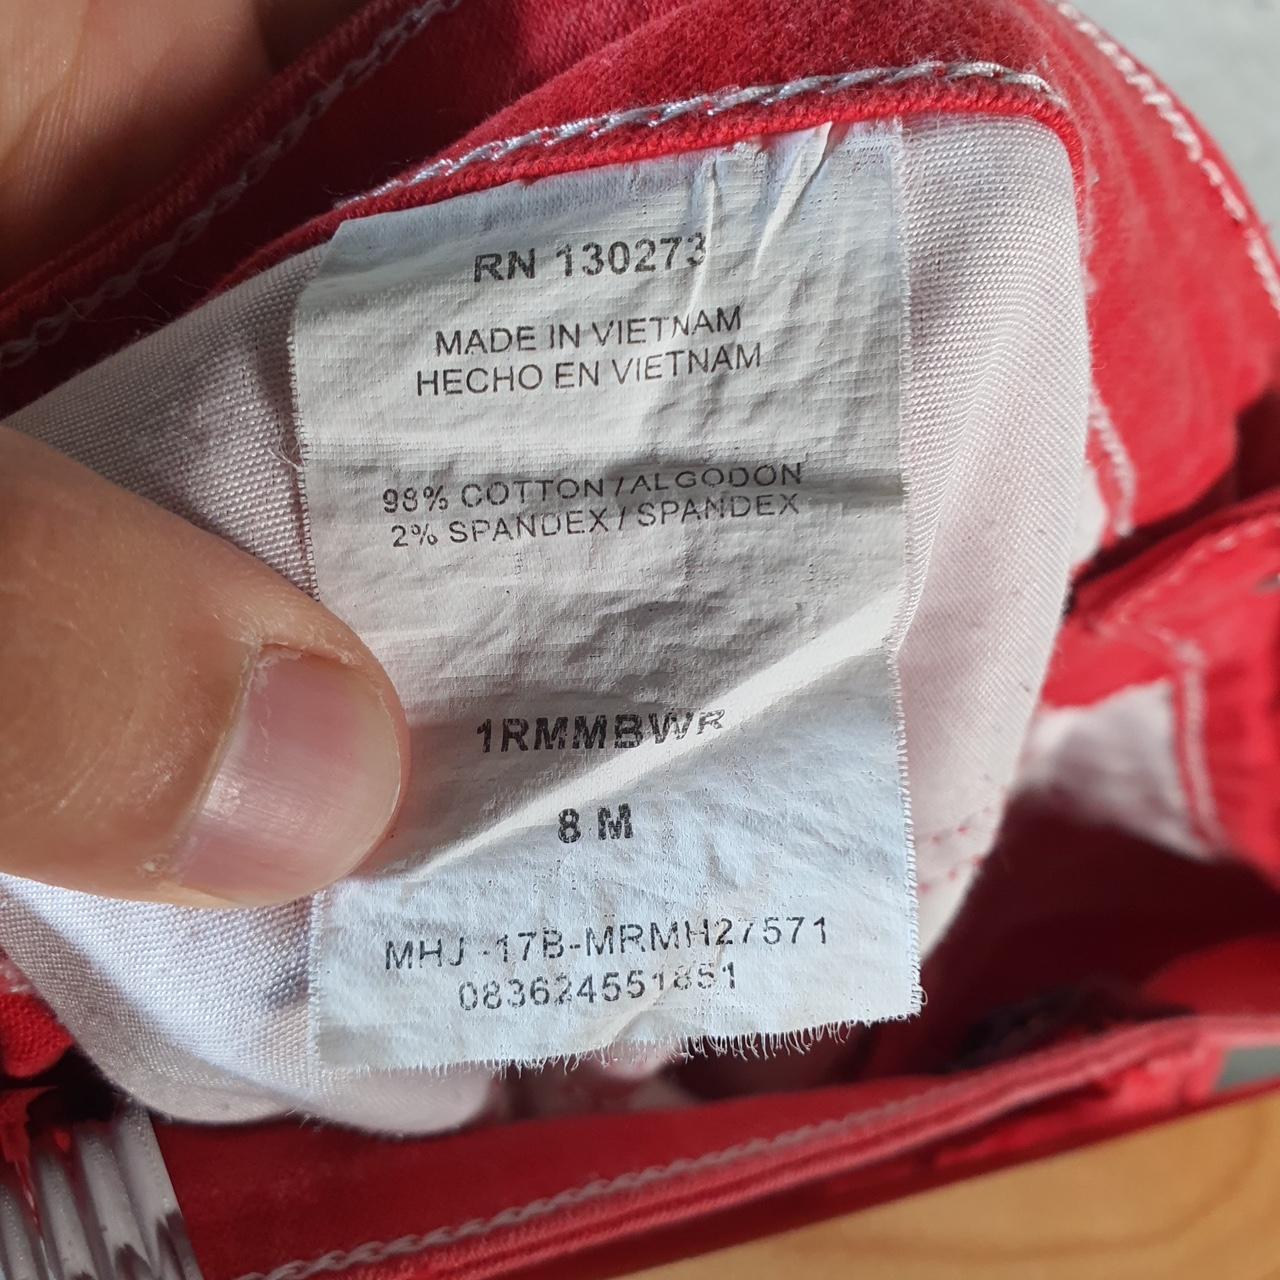 RN 130273
MADE IN VIETNAM
HECHO EN VIETNAM
98% COTTON / ALGODON
2% SPANDEX / SPANDEX
1RMMBWR
8 M
MHJ -17B-MRMH27571
083624551851